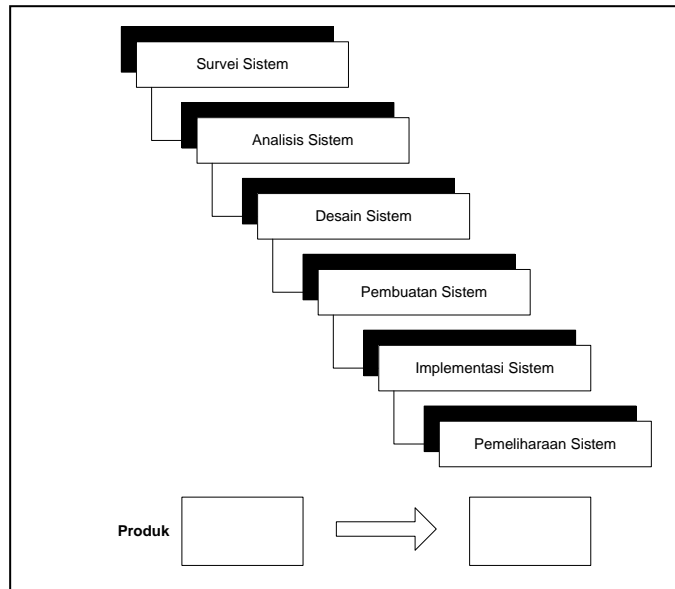 Survei Sistem
Analisis Sistem
Desain Sistem
Pembuatan Sistem
Implementasi Sistem
Pemeliharaan Sistem
Produk